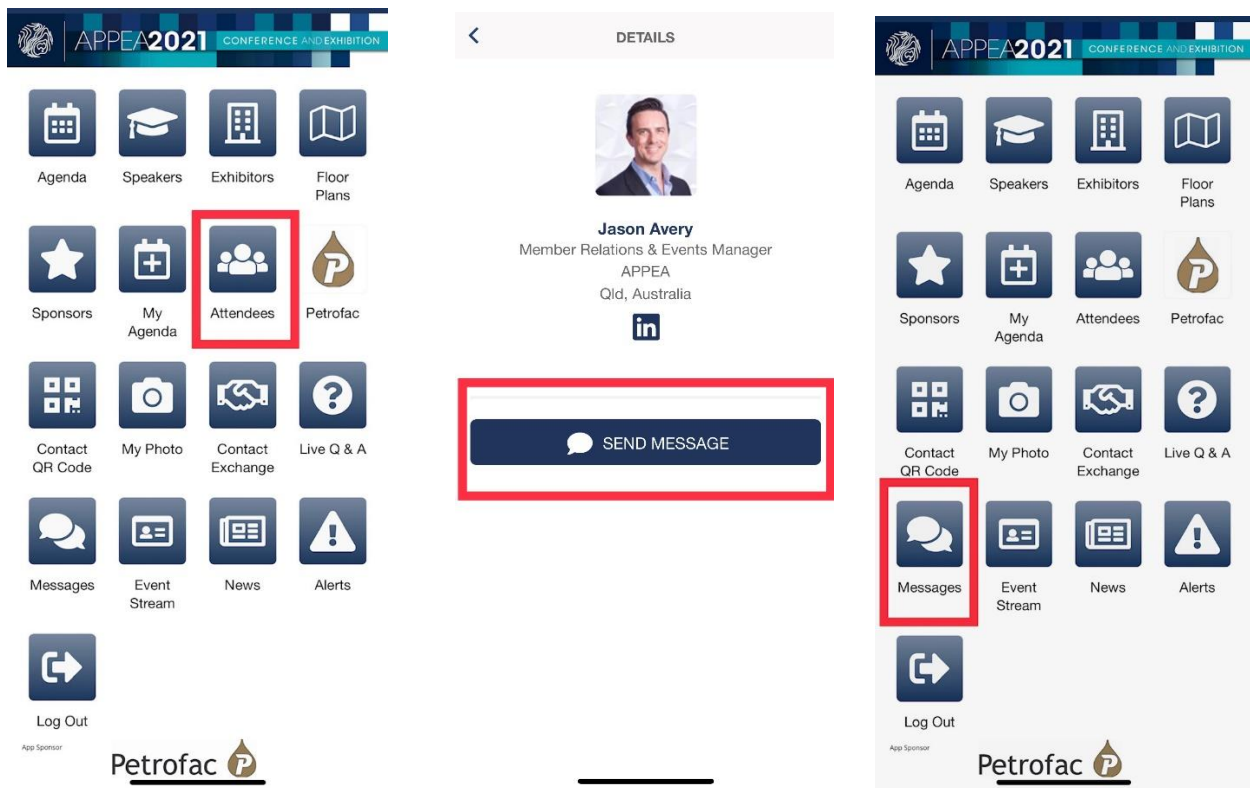 APPEA2021 CONFERENCE AND EXHIBITION
Agenda
Speakers
Exhibitors
Floor
Plans
Sponsors
My
Agenda
Attendees
Petrofac
Contact
QR Code
My Photo
Contact
Exchange
Live Q & A
Messages
Event
Stream
News
Alerts
Log Out
App Sponsor
Petrofac
DETAILS
Jason Avery
Member Relations & Events Manager
APPEA
Qld, Australia
in
SEND MESSAGE
APPEA2021 CONFERENCE AND EXHIBITION
Agenda
Speakers
Exhibitors
Floor
Plans
Sponsors
My
Agenda
Attendees
Petrofac
Contact
QR Code
My Photo
Contact
Exchange
Live Q & A
Messages
Event
Stream
News
Alerts
Log Out
App Sponsor
Petrofac